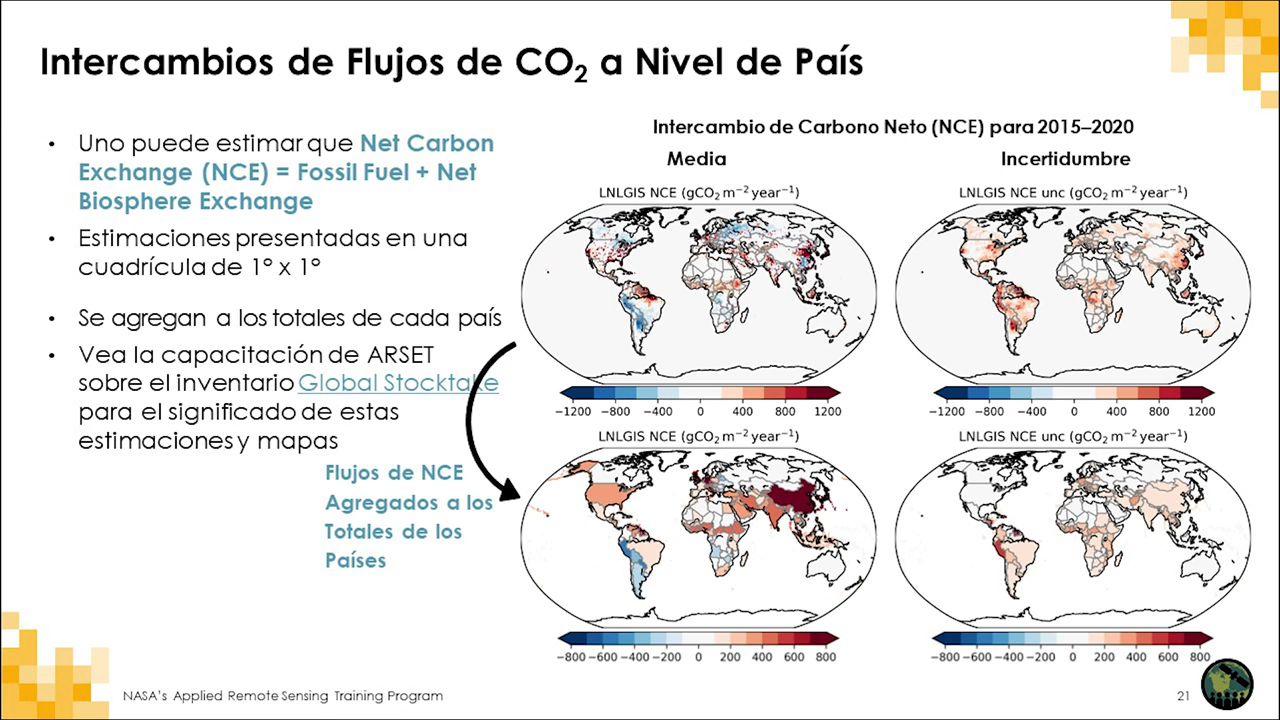 Intercambios de Flujos de CO₂ a Nivel de País
• Uno puede estimar que Net Carbon
Exchange (NCE) = Fossil Fuel + Net
Biosphere Exchange
• Estimaciones presentadas en una
cuadrícula de 1° x 1°
• Se agregan a los totales de cada país
• Vea la capacitación de ARSET
sobre el inventario Global Stocktake
para el significado de estas
estimaciones y mapas
Flujos de NCE
Agregados a los
Totales de los
Países
Intercambio de Carbono Neto (NCE) para 2015–2020
Media
Incertidumbre
LNLGIS NCE (gCO₂ m⁻² year⁻¹)
LNLGIS NCE unc (gCO₂ m⁻² year⁻¹)
−1200 −800 −400 0 400 800 1200
−1200 −800 −400 0 400 800 1200
LNLGIS NCE (gCO₂ m⁻² year⁻¹)
LNLGIS NCE unc (gCO₂ m⁻² year⁻¹)
−800 −600 −400 −200 0 200 400 600 800
−800 −600 −400 −200 0 200 400 600 800
NASA's Applied Remote Sensing Training Program
21